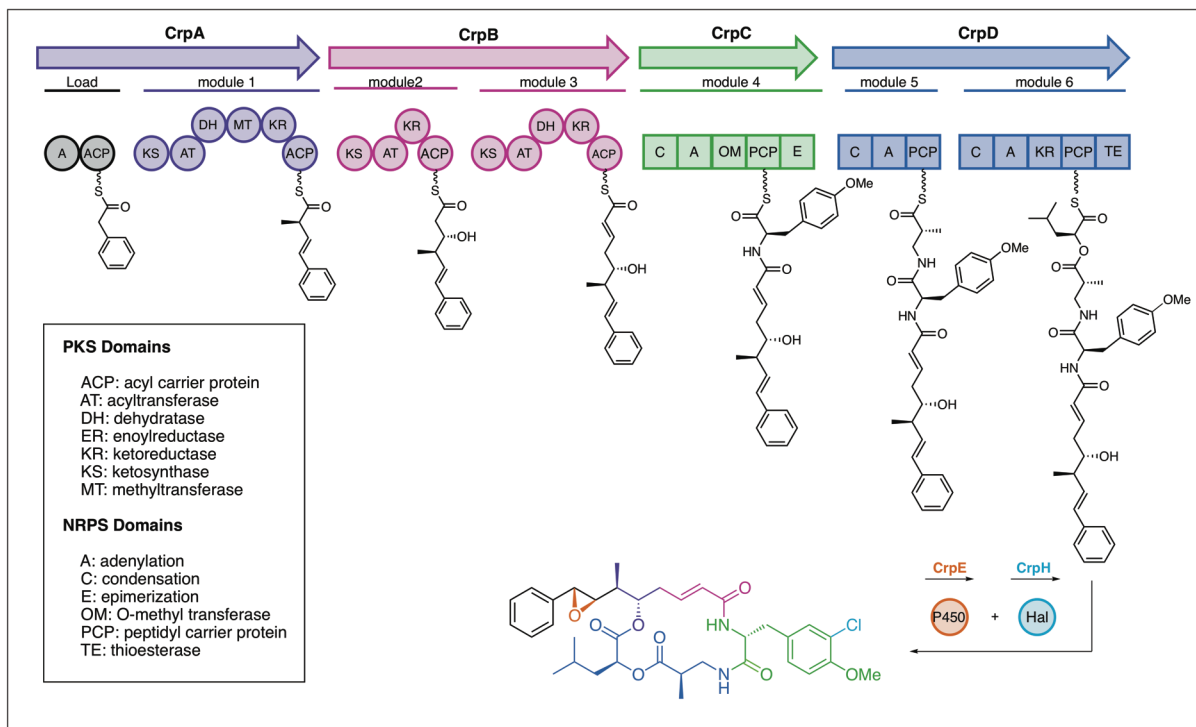 CrpA
CrpB
CrpC
CrpD
Load
module 1
module2
module 3
module 4
module 5
module 6
A
ACP
KS
AT
DH
MT
KR
ACP
KS
AT
KR
ACP
KS
AT
DH
KR
ACP
C
A
OM
PCP
E
C
A
PCP
C
A
KR
PCP
TE
S
O
S
O
S
O
OH
S
O
OH
S
O
OMe
HN
O
OH
S
O
NH
O
OMe
HN
O
OH
S
O
O
O
NH
O
OMe
HN
O
OH
PKS Domains
ACP: acyl carrier protein
AT: acyltransferase
DH: dehydratase
ER: enoylreductase
KR: ketoreductase
KS: ketosynthase
MT: methyltransferase
NRPS Domains
A: adenylation
C: condensation
E: epimerization
OM: O-methyl transferase
PCP: peptidyl carrier protein
TE: thioesterase
O
O
O
O
O
O
HN
Cl
N
H
O
OMe
CrpE
CrpH
P450
+
Hal